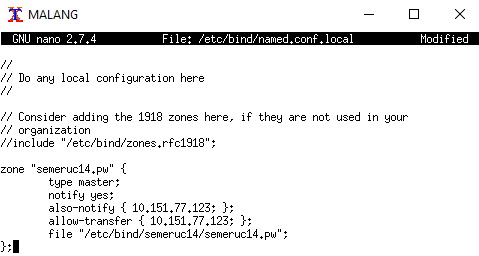 MALANG
GNU nano 2.7.4 File: /etc/bind/named.conf.local Modified
//
// Do any local configuration here
//
// Consider adding the 1918 zones here, if they are not used in your
// organization
//include "/etc/bind/zones.rfc1918";
zone "semeruc14.pw" {
type master;
notify yes;
also-notify { 10.151.77.123; };
allow-transfer { 10.151.77.123; };
file "/etc/bind/semeruc14/semeruc14.pw";
};